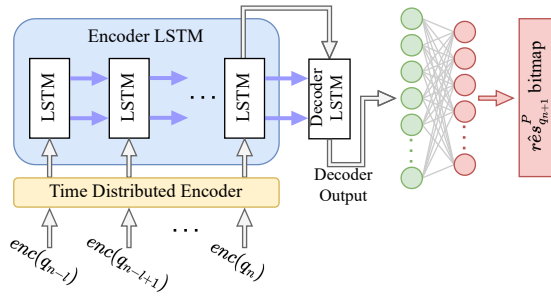 Encoder LSTM
LSTM
LSTM
...
LSTM
Decoder
LSTM
Time Distributed Encoder
Decoder
Output
enc(q_{n-l})
enc(q_{n-l+1})
...
enc(q_n)
r\hat{e}s^P_{q_{n+1}} bitmap